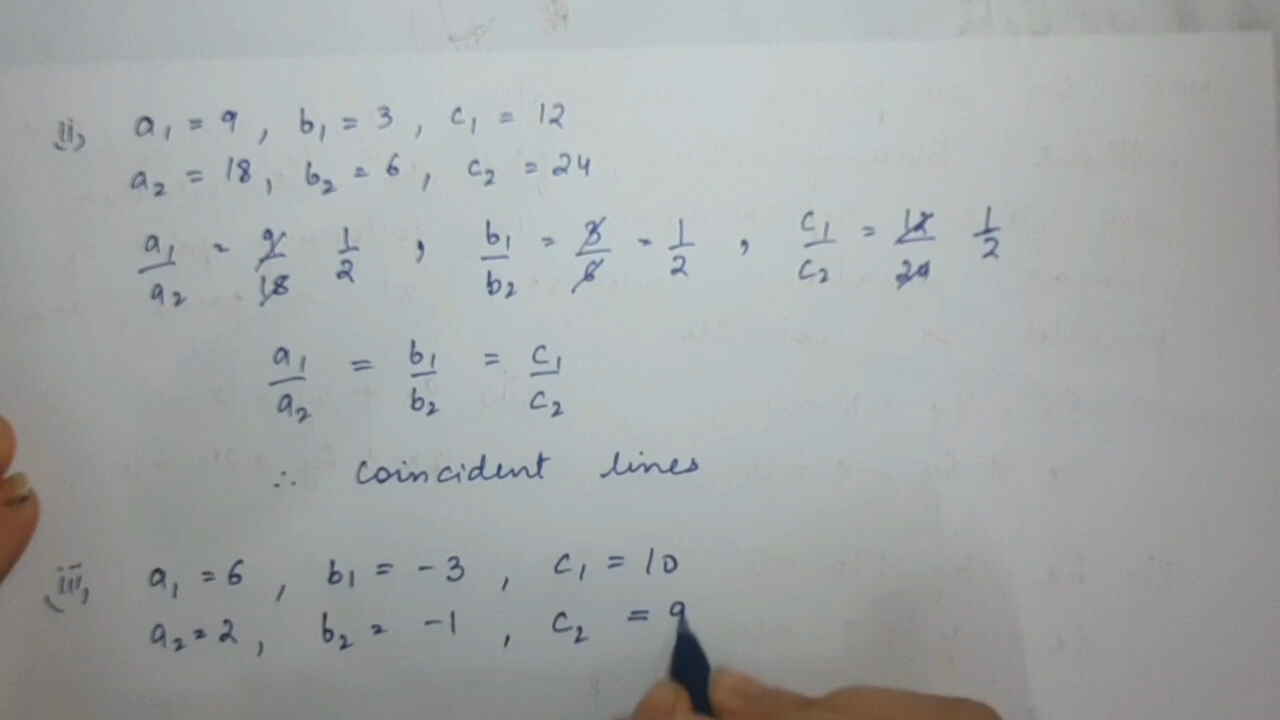 ii, a₁ = 9 , b₁ = 3 , c₁ = 12
a₂ = 18 , b₂ = 6 , c₂ = 24
a₁/a₂ = 9/18 1/2 , b₁/b₂ = 3/6 = 1/2 , c₁/c₂ = 12/24 1/2
a₁/a₂ = b₁/b₂ = c₁/c₂
∴ coincident lines
iii, a₁ = 6 , b₁ = -3 , c₁ = 10
a₂ = 2 , b₂ = -1 , c₂ = 9